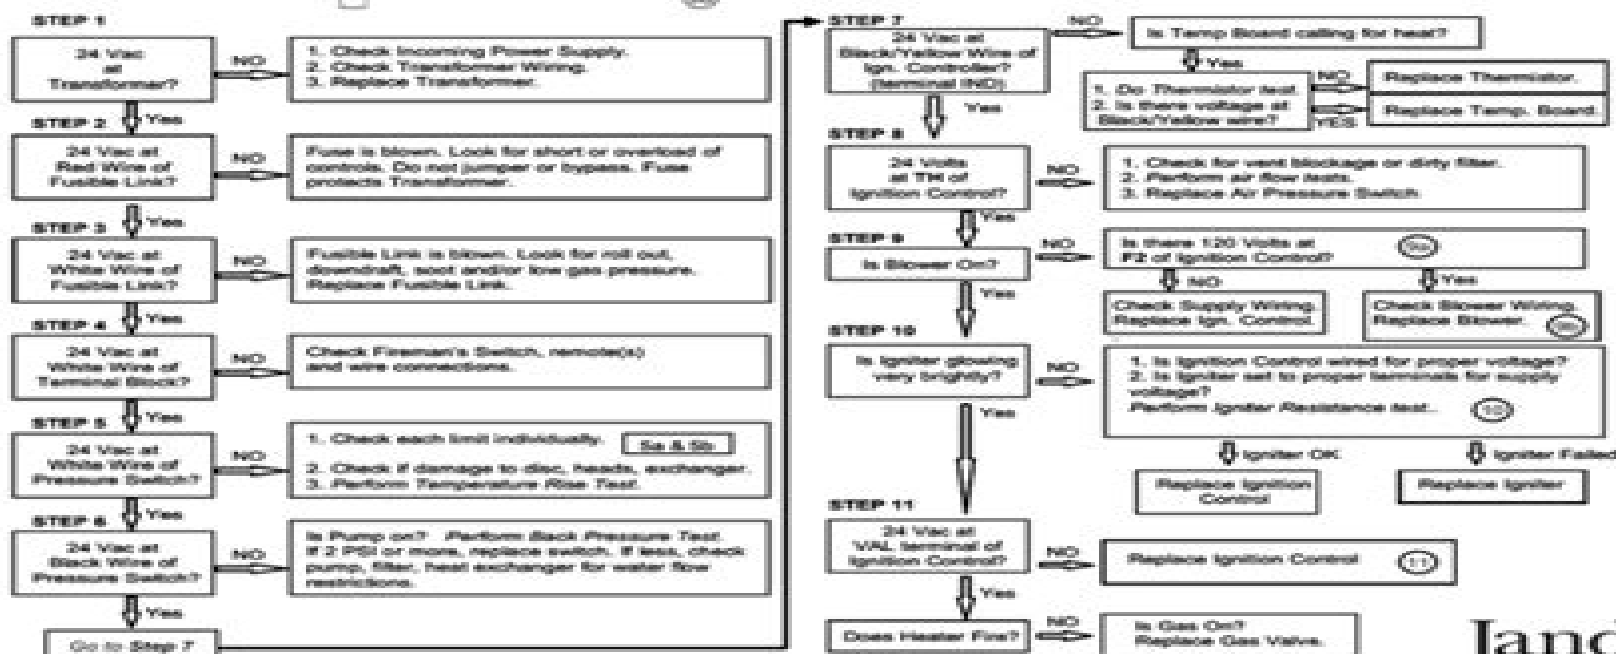 STEP 1
24 Vac
at
Transformer?
NO
1. Check Incoming Power Supply.
2. Check Transformer Wiring.
3. Replace Transformer.
Yes
STEP 2
24 Vac at
Red Wire of
Fusible Link?
NO
Fuse is blown. Look for short or overload of
controls. Do not jumper or bypass. Fuse
protects Transformer.
Yes
STEP 3
24 Vac at
White Wire of
Fusible Link?
NO
Fusible Link is blown. Look for roll out,
downdraft, soot and/or low gas pressure.
Replace Fusible Link.
Yes
STEP 4
24 Vac at
White Wire of
Terminal Block?
NO
Check Fireman's Switch, remote(s)
and wire connections.
Yes
STEP 5
24 Vac at
White Wire of
Pressure Switch?
NO
1. Check each limit individually.
5a & 5b
2. Check if damage to disc, heads, exchanger.
3. Perform Temperature Rise Test.
Yes
STEP 6
24 Vac at
Black Wire of
Pressure Switch?
NO
Is Pump on? Perform Back Pressure Test.
If 2 PSI or more, replace switch. If less, check
pump, filter, heat exchanger for water flow
restrictions.
Yes
Go to Step 7
STEP 7
24 Vac at
Black/Yellow Wire of
Ign. Controller?
(terminal IND)
NO
Is Temp Board calling for heat?
Yes
1. Do Thermistor test.
2. Is there voltage at
Black/Yellow wire?
NO
Replace Thermistor.
YES
Replace Temp. Board.
Yes
STEP 8
24 Volts
at TH of
Ignition Control?
NO
1. Check for vent blockage or dirty filter.
2. Perform air flow tests.
3. Replace Air Pressure Switch
Yes
STEP 9
Is Blower On?
NO
Is there 120 Volts at
F2 of Ignition Control?
9a
NO
Check Supply Wiring.
Replace Ign. Control.
Yes
Check Blower Wiring.
Replace Blower.
9b
Yes
STEP 10
Is Igniter glowing
very brightly?
NO
1. Is Ignition Control wired for proper voltage?
2. Is Igniter set to proper terminals for supply
voltage?
Perform Igniter Resistance test.
10
Igniter OK
Replace Ignition
Control
Igniter Failed
Replace Igniter
Yes
STEP 11
24 Vac at
VAL terminal of
Ignition Control?
NO
Replace Ignition Control
11
Yes
Does Heater Fire?
NO
Is Gas On?
Replace Gas Valve.
Jand